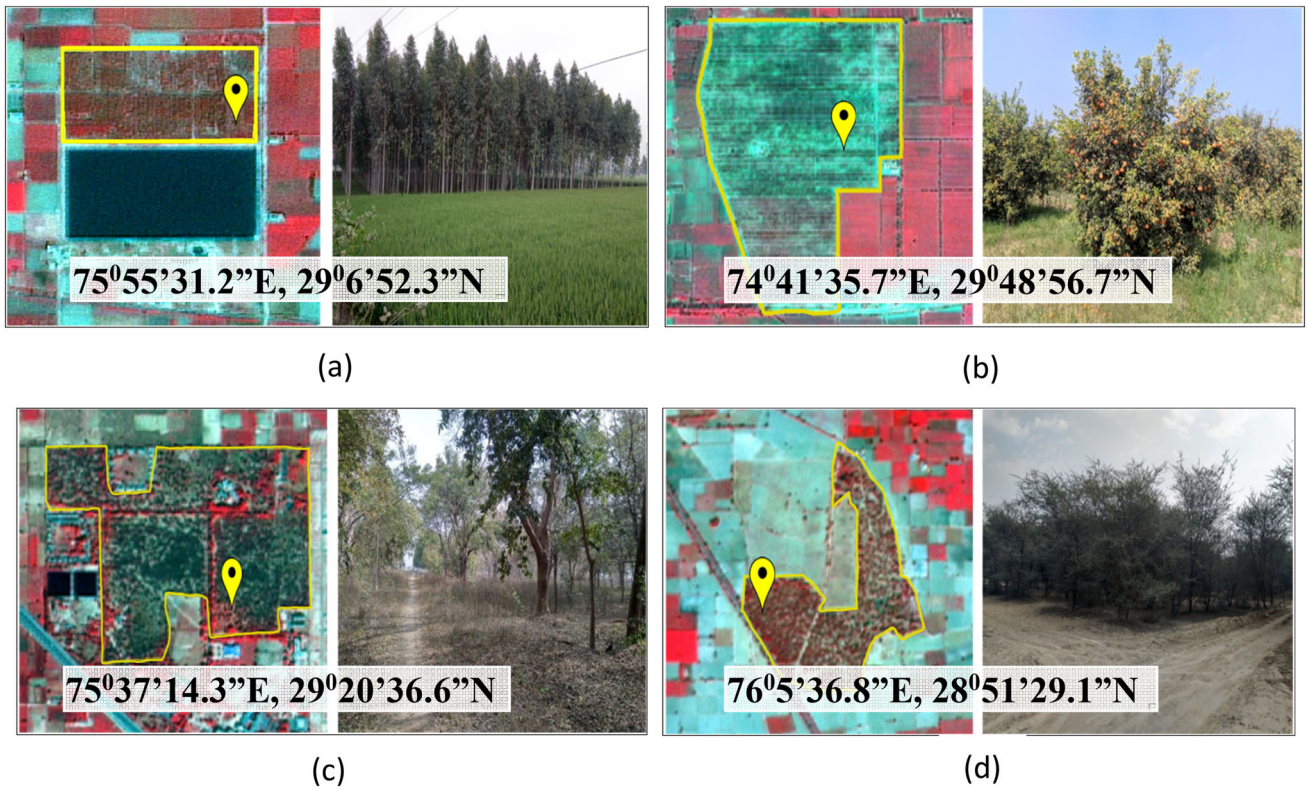 75⁰55’31.2”E, 29⁰6’52.3”N
74⁰41’35.7”E, 29⁰48’56.7”N
(a)
(b)
75⁰37’14.3”E, 29⁰20’36.6”N
76⁰5’36.8”E, 28⁰51’29.1”N
(c)
(d)